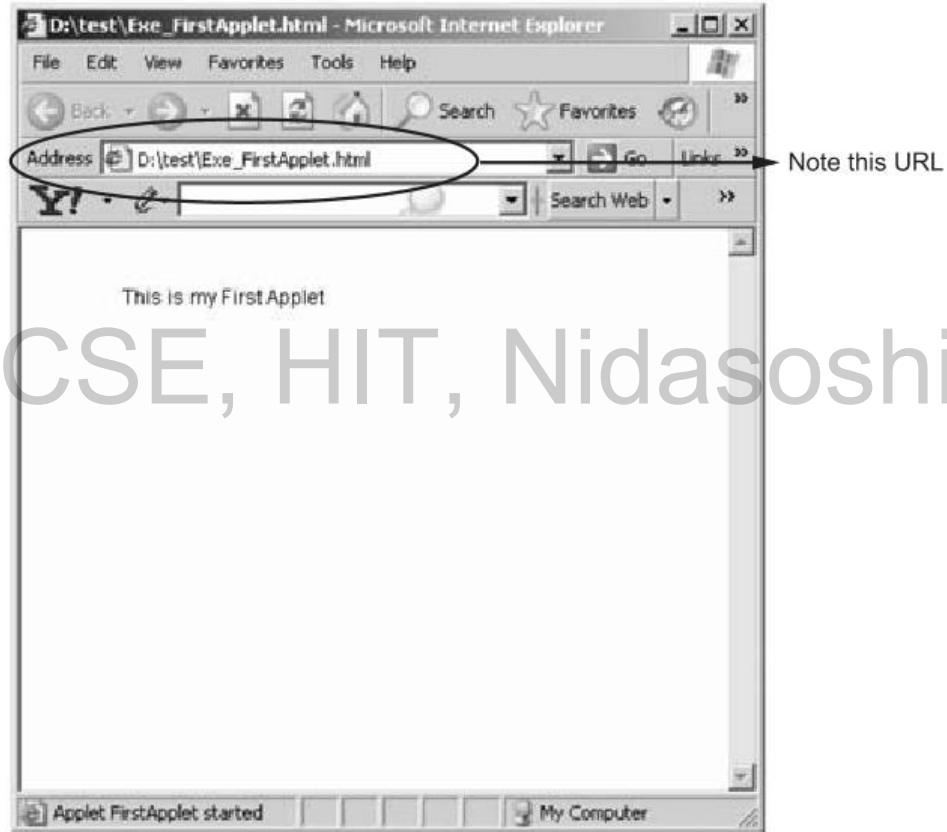 D:\test\Exe_FirstApplet.html - Microsoft Internet Explorer
File Edit View Favorites Tools Help
Back Search Favorites »
Address D:\test\Exe_FirstApplet.html Go Links »
Note this URL
Y! Search Web »
This is my First Applet
CSE, HIT, Nidasoshi
Applet FirstApplet started My Computer